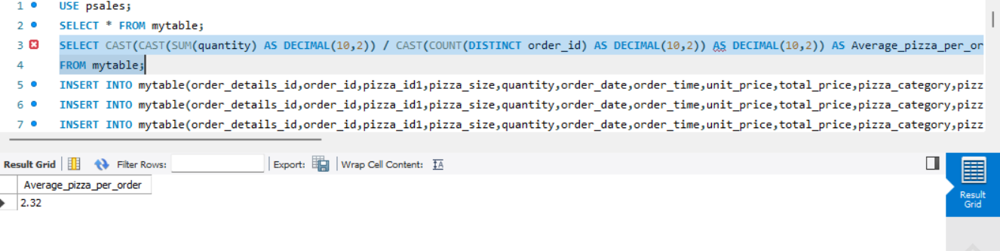 1 USE psales;
2 SELECT * FROM mytable;
3 SELECT CAST(CAST(SUM(quantity) AS DECIMAL(10,2)) / CAST(COUNT(DISTINCT order_id) AS DECIMAL(10,2)) AS DECIMAL(10,2)) AS Average_pizza_per_or
4 FROM mytable;
5 INSERT INTO mytable(order_details_id,order_id,pizza_id1,pizza_size,quantity,order_date,order_time,unit_price,total_price,pizza_category,pizz
6 INSERT INTO mytable(order_details_id,order_id,pizza_id1,pizza_size,quantity,order_date,order_time,unit_price,total_price,pizza_category,pizz
7 INSERT INTO mytable(order_details_id,order_id,pizza_id1,pizza_size,quantity,order_date,order_time,unit_price,total_price,pizza_category,pizz
Result Grid Filter Rows: Export: Wrap Cell Content:
Average_pizza_per_order
2.32
Result
Grid